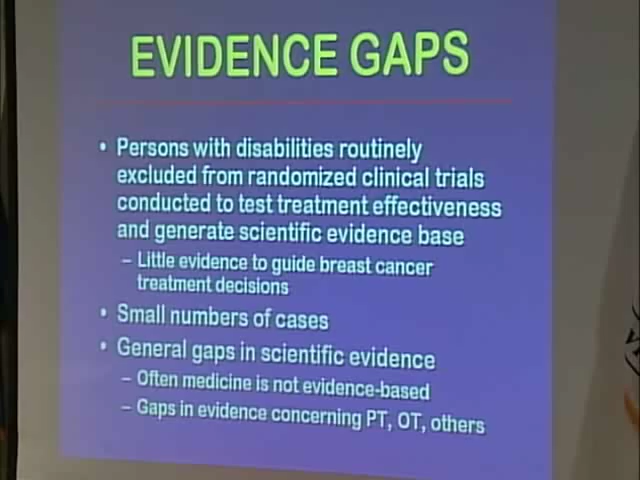 EVIDENCE GAPS
• Persons with disabilities routinely
excluded from randomized clinical trials
conducted to test treatment effectiveness
and generate scientific evidence base
– Little evidence to guide breast cancer
treatment decisions
• Small numbers of cases
• General gaps in scientific evidence
– Often medicine is not evidence-based
– Gaps in evidence concerning PT, OT, others